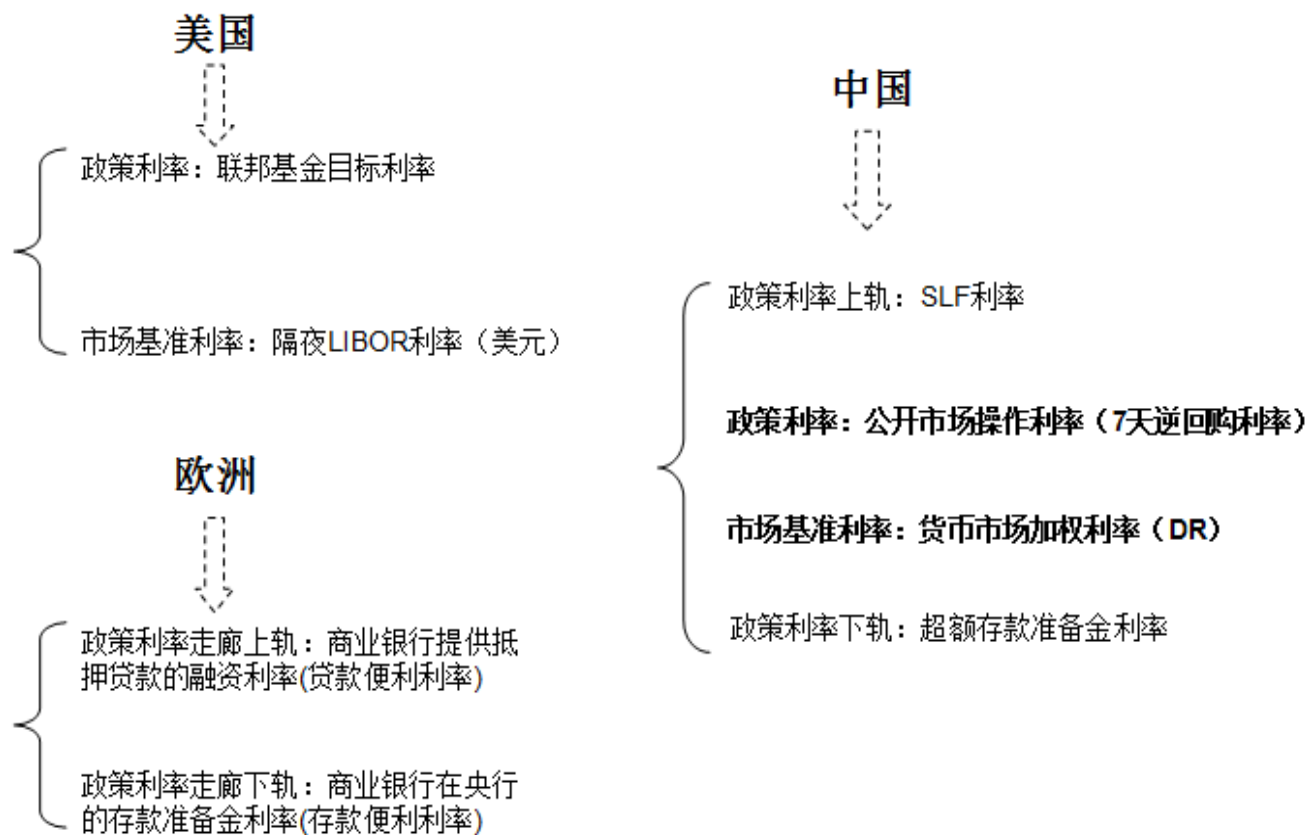 美国
政策利率：联邦基金目标利率
市场基准利率：隔夜LIBOR利率（美元）
欧洲
政策利率走廊上轨：商业银行提供抵
押贷款的融资利率(贷款便利利率)
政策利率走廊下轨：商业银行在央行
的存款准备金利率(存款便利利率)
中国
政策利率上轨：SLF利率
政策利率：公开市场操作利率（7天逆回购利率）
市场基准利率：货币市场加权利率（DR）
政策利率下轨：超额存款准备金利率